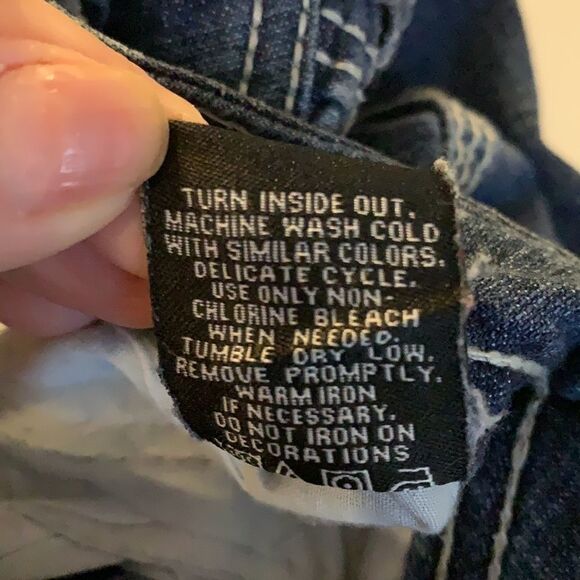 TURN INSIDE OUT.
MACHINE WASH COLD
WITH SIMILAR COLORS.
DELICATE CYCLE.
USE ONLY NON-
CHLORINE BLEACH
WHEN NEEDED.
TUMBLE DRY LOW.
REMOVE PROMPTLY.
WARM IRON
IF NECESSARY.
DO NOT IRON ON
DECORATIONS